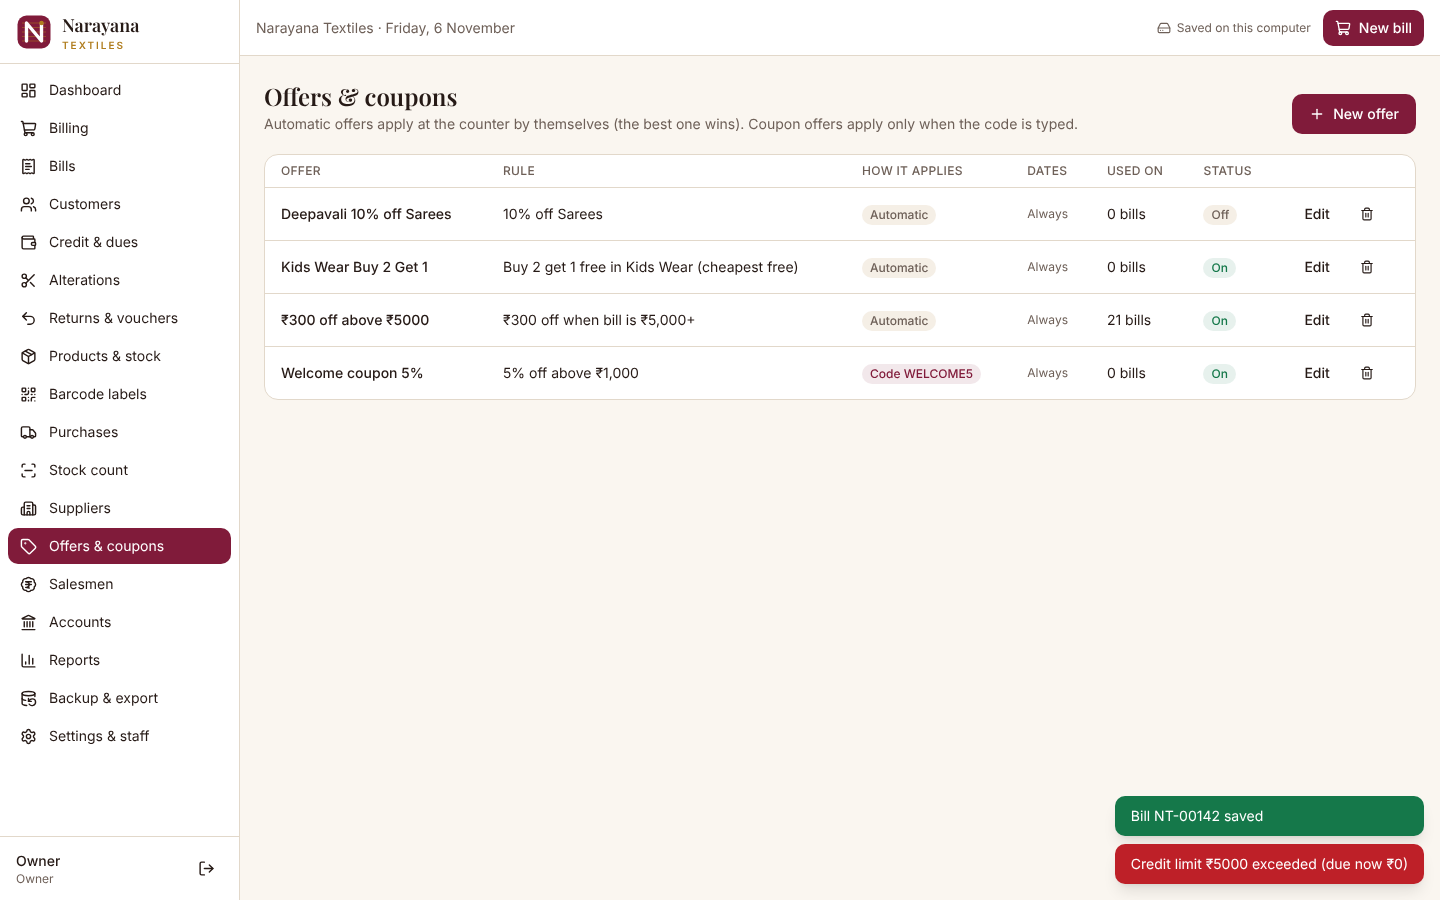 Narayana
TEXTILES
Dashboard
Billing
Bills
Customers
Credit & dues
Alterations
Returns & vouchers
Products & stock
Barcode labels
Purchases
Stock count
Suppliers
Offers & coupons
Salesmen
Accounts
Reports
Backup & export
Settings & staff
Owner
Owner
Narayana Textiles · Friday, 6 November
Saved on this computer
New bill
Offers & coupons
Automatic offers apply at the counter by themselves (the best one wins). Coupon offers apply only when the code is typed.
New offer
OFFER RULE HOW IT APPLIES DATES USED ON STATUS
Deepavali 10% off Sarees 10% off Sarees Automatic Always 0 bills Off Edit
Kids Wear Buy 2 Get 1 Buy 2 get 1 free in Kids Wear (cheapest free) Automatic Always 0 bills On Edit
₹300 off above ₹5000 ₹300 off when bill is ₹5,000+ Automatic Always 21 bills On Edit
Welcome coupon 5% 5% off above ₹1,000 Code WELCOME5 Always 0 bills On Edit
Bill NT-00142 saved
Credit limit ₹5000 exceeded (due now ₹0)